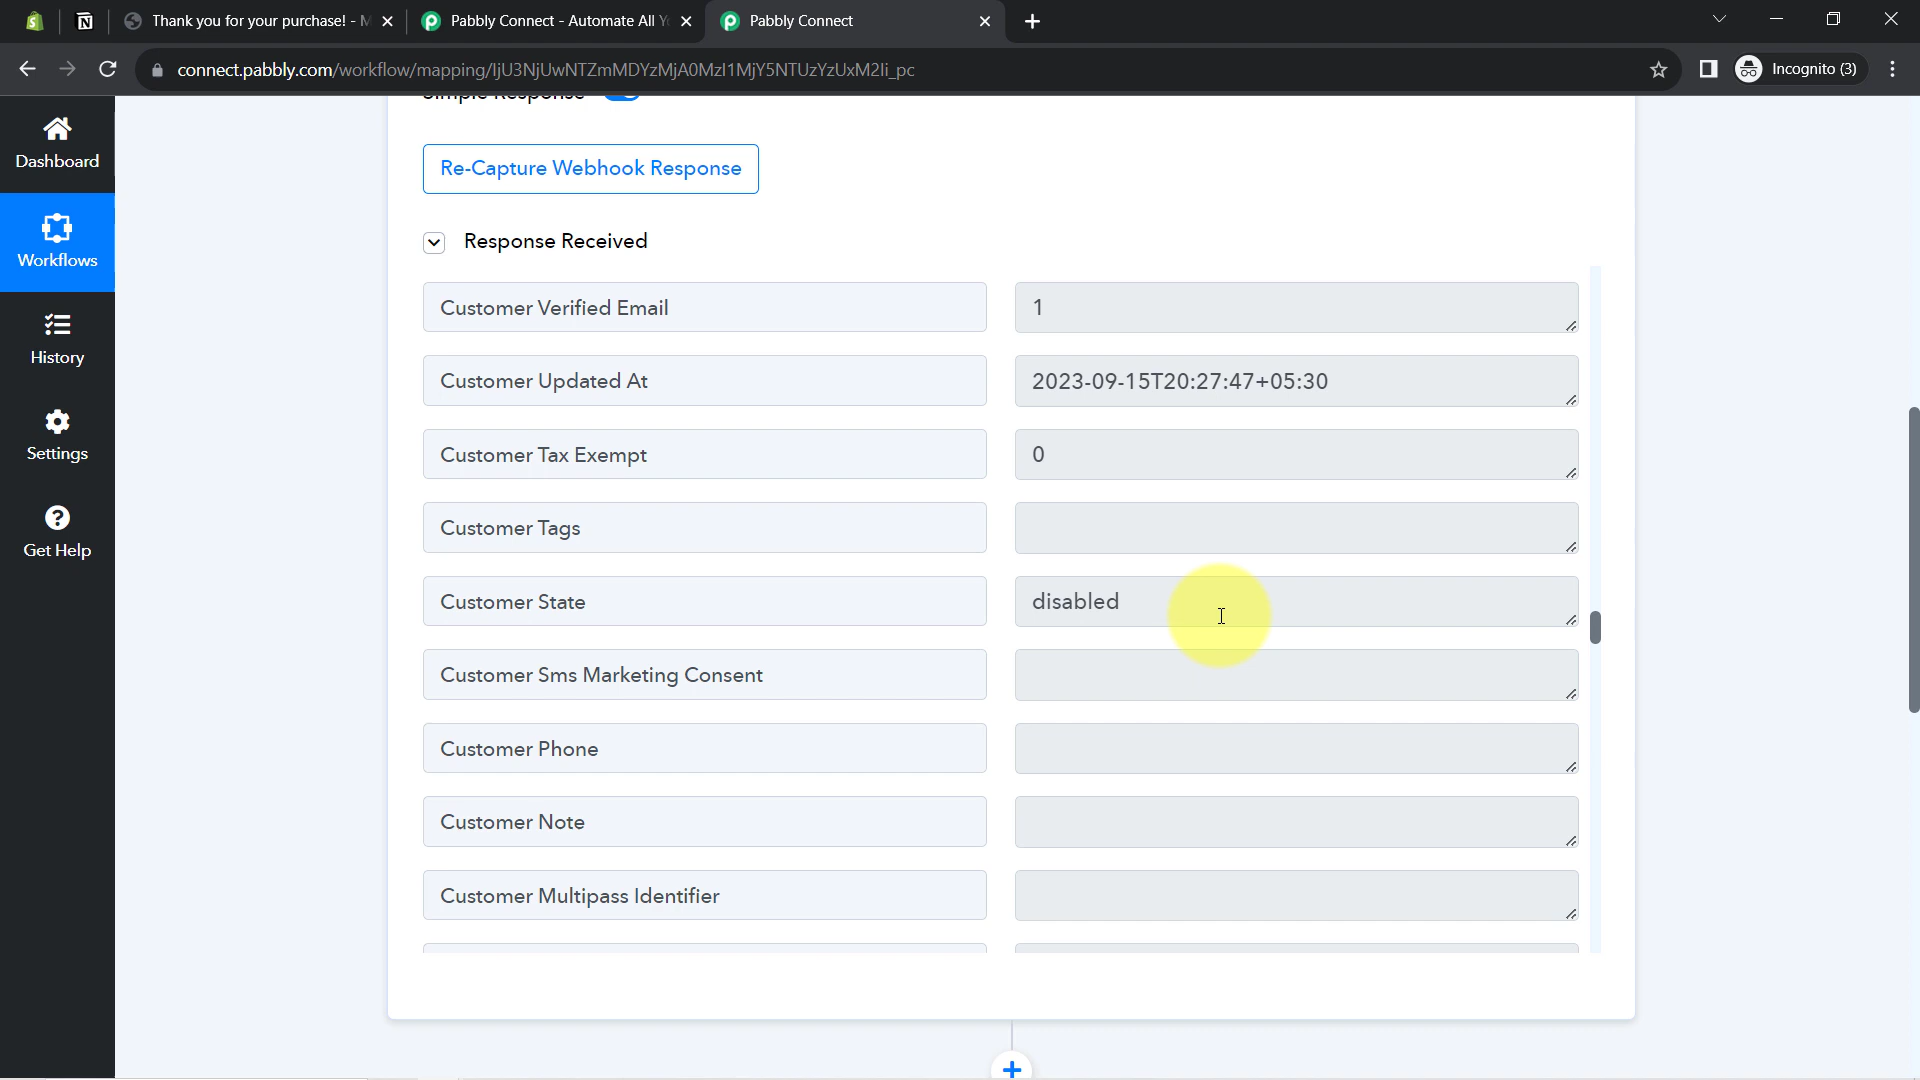 Thank you for your purchase! - M
Pabbly Connect - Automate All Yo
Pabbly Connect
connect.pabbly.com/workflow/mapping/IjU3NjUwNTZmMDYzMjA0MzI1MjY5NTUzYzUxM2Ii_pc
Incognito (3)
Dashboard
Workflows
History
Settings
Get Help
Simple Response
Re-Capture Webhook Response
Response Received
Customer Verified Email 1
Customer Updated At 2023-09-15T20:27:47+05:30
Customer Tax Exempt 0
Customer Tags
Customer State disabled
Customer Sms Marketing Consent
Customer Phone
Customer Note
Customer Multipass Identifier